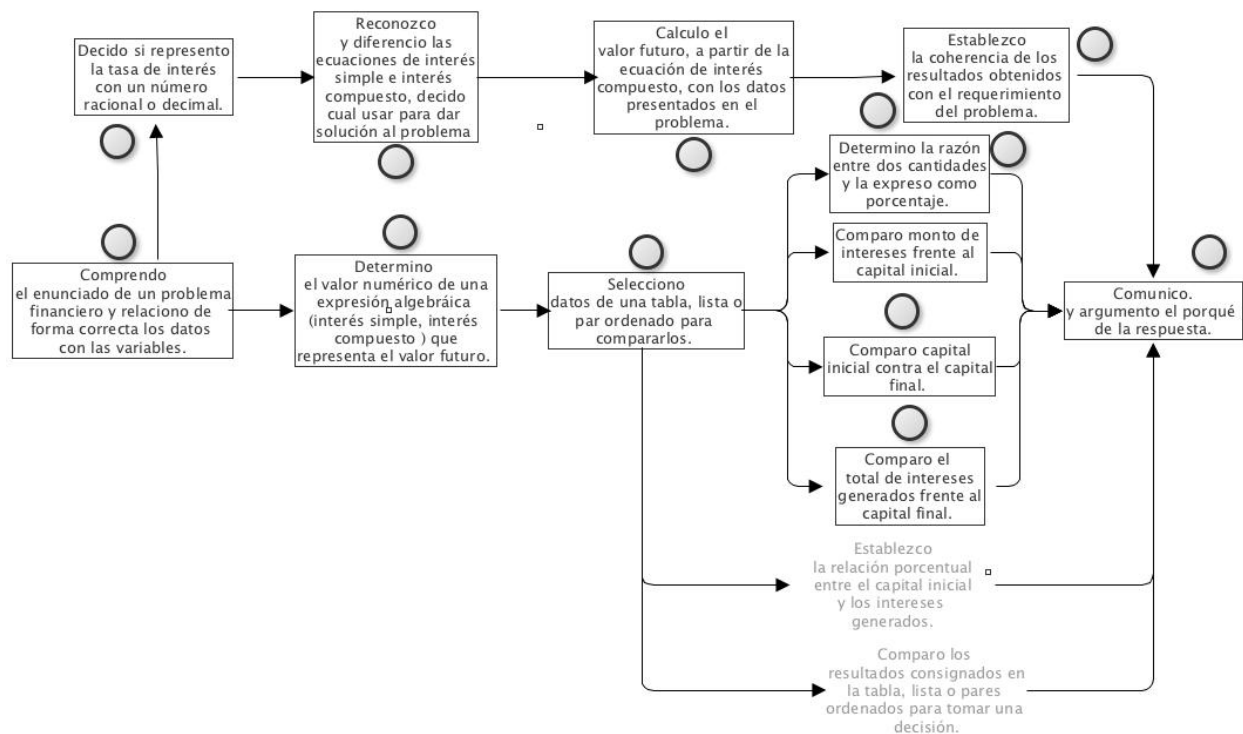 Decido si represento
la tasa de interés
con un número
racional o decimal.
Reconozco
y diferencio las
ecuaciones de interés
simple e interés
compuesto, decido
cual usar para dar
solución al problema
Calculo el
valor futuro, a partir de la
ecuación de interés
compuesto, con los datos
presentados en el
problema.
Establezco
la coherencia de los
resultados obtenidos
con el requerimiento
del problema.
Comprendo
el enunciado de un problema
financiero y relaciono de
forma correcta los datos
con las variables.
Determino
el valor numérico de una
expresión algebráica
(interés simple, interés
compuesto ) que
representa el valor futuro.
Selecciono
datos de una tabla, lista o
par ordenado para
compararlos.
Determino la razón
entre dos cantidades
y la expreso como
porcentaje.
Comparo monto de
intereses frente al
capital inicial.
Comparo capital
inicial contra el capital
final.
Comparo el
total de intereses
generados frente al
capital final.
Establezco
la relación porcentual
entre el capital inicial
y los intereses
generados.
Comparo los
resultados consignados en
la tabla, lista o pares
ordenados para tomar una
decisión.
Comunico.
y argumento el porqué
de la respuesta.